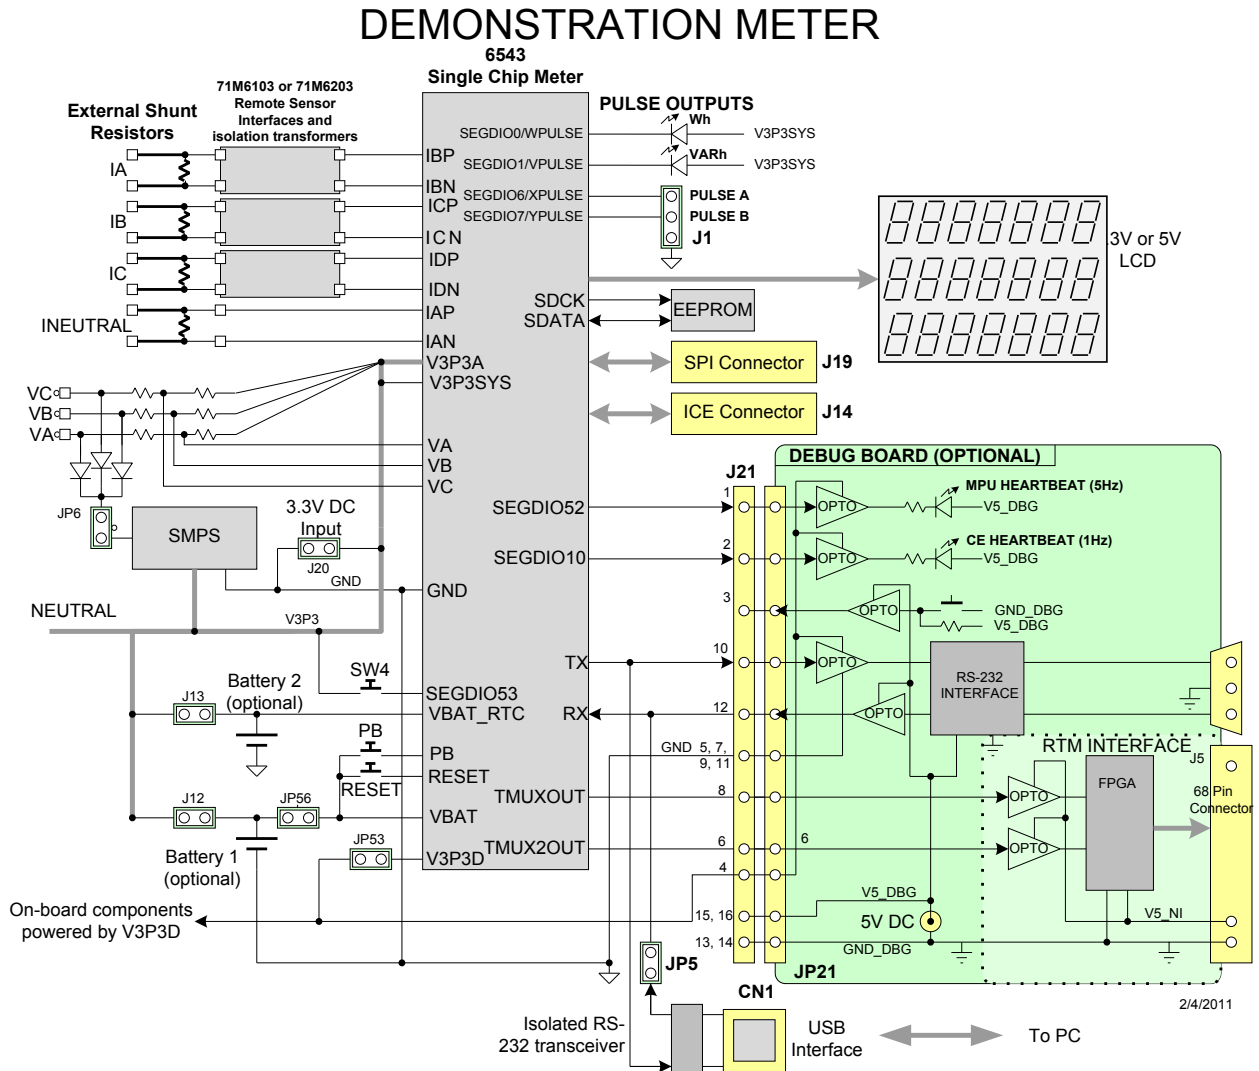 DEMONSTRATION METER
6543
Single Chip Meter
71M6103 or 71M6203
Remote Sensor
Interfaces and
isolation transformers
External Shunt
Resistors
IA
IB
IC
INEUTRAL
IBP
IBN
ICP
ICN
IDP
IDN
IAP
IAN
V3P3A
V3P3SYS
VC
VB
VA
VA
VB
VC
JP6
SMPS
3.3V DC
Input
J20
GND
GND
NEUTRAL
V3P3
SW4
SEGDIO53
Battery 2
(optional)
J13
VBAT_RTC
PB
PB
RESET
RESET
J12
JP56
VBAT
Battery 1
(optional)
JP53
V3P3D
On-board components
powered by V3P3D
PULSE OUTPUTS
SEGDIO0/WPULSE
Wh
V3P3SYS
SEGDIO1/VPULSE
VARh
V3P3SYS
SEGDIO6/XPULSE
PULSE A
SEGDIO7/YPULSE
PULSE B
J1
.3V or 5V
LCD
SDCK
SDATA
EEPROM
SPI Connector
J19
ICE Connector
J14
SEGDIO52
SEGDIO10
TX
RX
TMUXOUT
TMUX2OUT
J21
1
2
3
10
12
GND 5, 7,
9, 11
8
6
4
15, 16
13, 14
DEBUG BOARD (OPTIONAL)
OPTO
MPU HEARTBEAT (5Hz)
V5_DBG
OPTO
CE HEARTBEAT (1Hz)
V5_DBG
OPTO
GND_DBG
V5_DBG
OPTO
OPTO
RS-232
INTERFACE
RTM INTERFACE
J5
OPTO
OPTO
FPGA
68 Pin
Connector
6
V5_DBG
5V DC
V5_NI
GND_DBG
JP21
JP5
CN1
2/4/2011
Isolated RS-
232 transceiver
USB
Interface
To PC